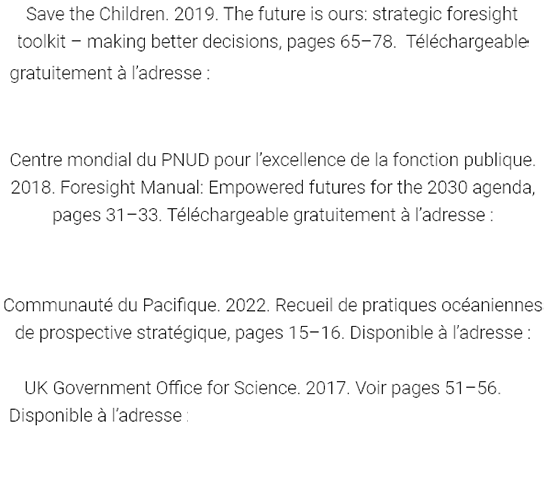 Save the Children. 2019. The future is ours: strategic foresight
toolkit – making better decisions, pages 65–78. Téléchargeable
gratuitement à l’adresse :
Centre mondial du PNUD pour l’excellence de la fonction publique.
2018. Foresight Manual: Empowered futures for the 2030 agenda,
pages 31–33. Téléchargeable gratuitement à l’adresse :
Communauté du Pacifique. 2022. Recueil de pratiques océaniennes
de prospective stratégique, pages 15–16. Disponible à l’adresse :
UK Government Office for Science. 2017. Voir pages 51–56.
Disponible à l’adresse :